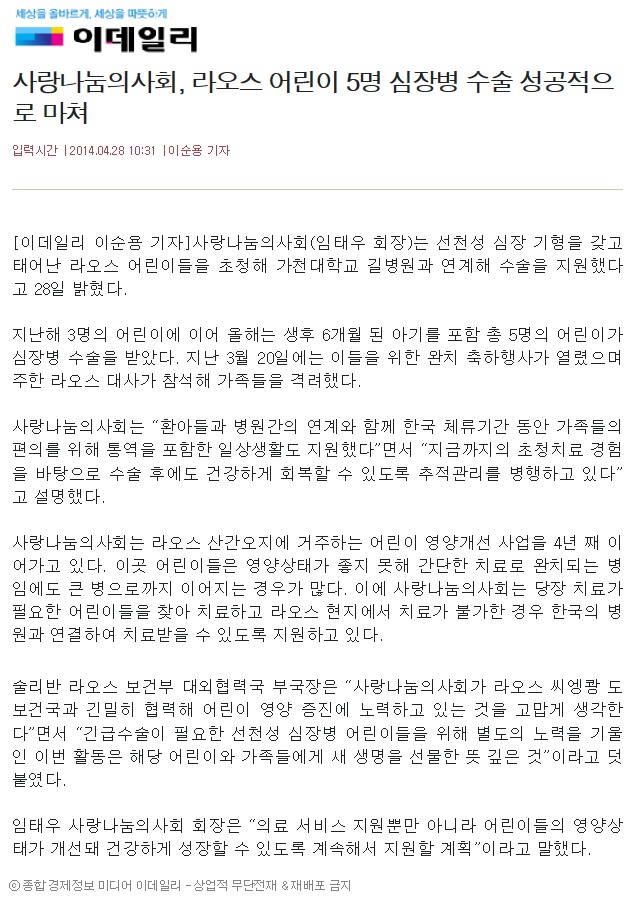 세상을 올바르게, 세상을 따뜻하게
이데일리
사랑나눔의사회, 라오스 어린이 5명 심장병 수술 성공적으
로 마쳐
입력시간 | 2014.04.28 10:31 | 이순용 기자
[이데일리 이순용 기자]사랑나눔의사회(임태우 회장)는 선천성 심장 기형을 갖고
태어난 라오스 어린이들을 초청해 가천대학교 길병원과 연계해 수술을 지원했다
고 28일 밝혔다.
지난해 3명의 어린이에 이어 올해는 생후 6개월 된 아기를 포함 총 5명의 어린이가
심장병 수술을 받았다. 지난 3월 20일에는 이들을 위한 완치 축하행사가 열렸으며
주한 라오스 대사가 참석해 가족들을 격려했다.
사랑나눔의사회는 “환아들과 병원간의 연계와 함께 한국 체류기간 동안 가족들의
편의를 위해 통역을 포함한 일상생활도 지원했다”면서 “지금까지의 초청치료 경험
을 바탕으로 수술 후에도 건강하게 회복할 수 있도록 추적관리를 병행하고 있다”
고 설명했다.
사랑나눔의사회는 라오스 산간오지에 거주하는 어린이 영양개선 사업을 4년 째 이
어가고 있다. 이곳 어린이들은 영양상태가 좋지 못해 간단한 치료로 완치되는 병
임에도 큰 병으로까지 이어지는 경우가 많다. 이에 사랑나눔의사회는 당장 치료가
필요한 어린이들을 찾아 치료하고 라오스 현지에서 치료가 불가한 경우 한국의 병
원과 연결하여 치료받을 수 있도록 지원하고 있다.
술리반 라오스 보건부 대외협력국 부국장은 “사랑나눔의사회가 라오스 씨엥쾅 도
보건국과 긴밀히 협력해 어린이 영양 증진에 노력하고 있는 것을 고맙게 생각한
다”면서 “긴급수술이 필요한 선천성 심장병 어린이들을 위해 별도의 노력을 기울
인 이번 활동은 해당 어린이와 가족들에게 새 생명을 선물한 뜻 깊은 것”이라고 덧
붙였다.
임태우 사랑나눔의사회 회장은 “의료 서비스 지원뿐만 아니라 어린이들의 영양상
태가 개선돼 건강하게 성장할 수 있도록 계속해서 지원할 계획”이라고 말했다.
ⓒ종합 경제정보 미디어 이데일리 - 상업적 무단전재 & 재배포 금지